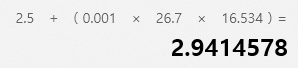 2.5 + ( 0.001 × 26.7 × 16.534 ) =
2.9414578